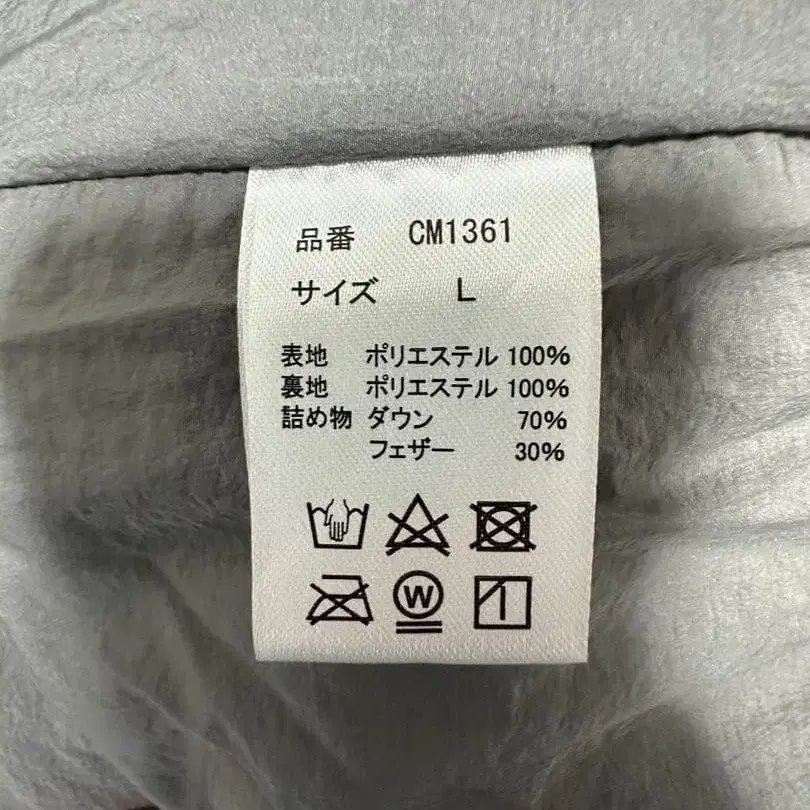 品番 CM1361
サイズ L
表地 ポリエステル 100%
裏地 ポリエステル 100%
詰め物 ダウン 70%
フェザー 30%
W